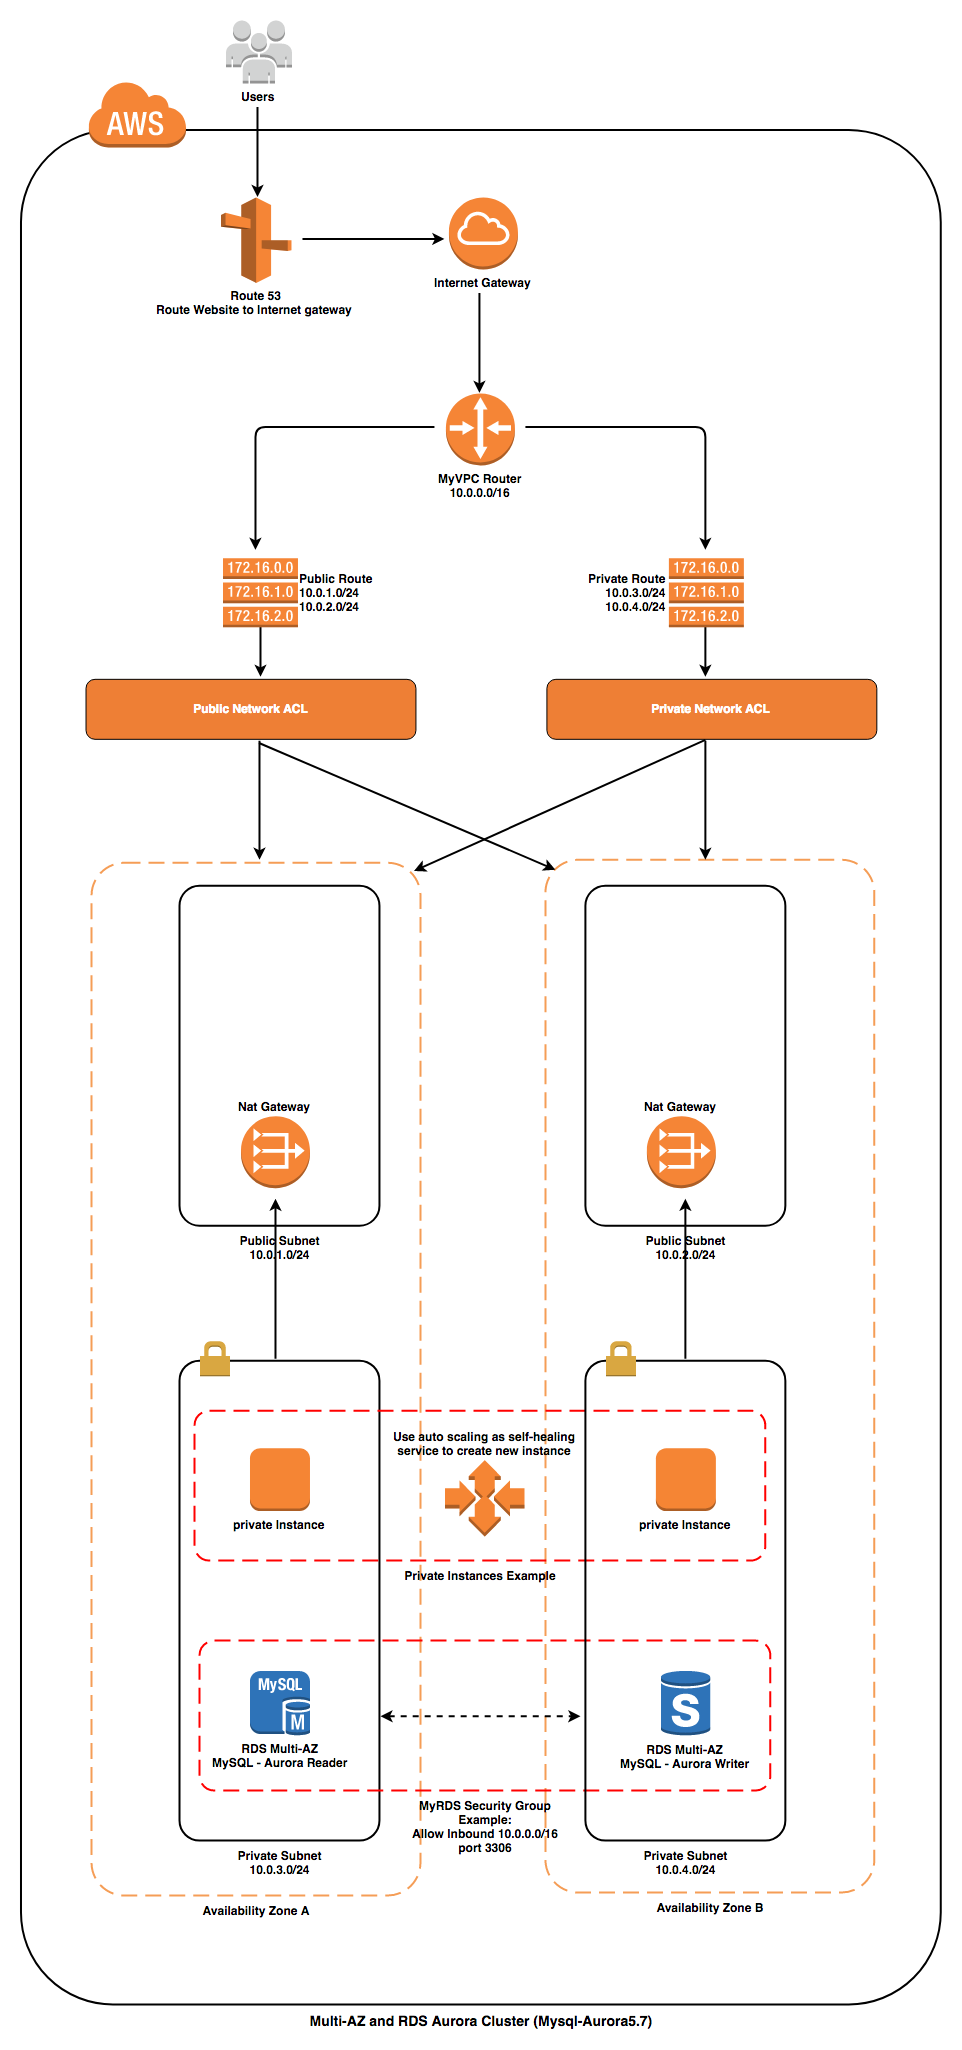 Users
AWS
Route 53
Route Website to Internet gateway
Internet Gateway
MyVPC Router
10.0.0.0/16
172.16.0.0
172.16.1.0
172.16.2.0
Public Route
10.0.1.0/24
10.0.2.0/24
Private Route
10.0.3.0/24
10.0.4.0/24
172.16.0.0
172.16.1.0
172.16.2.0
Public Network ACL
Private Network ACL
Nat Gateway
Nat Gateway
Public Subnet
10.0.1.0/24
Public Subnet
10.0.2.0/24
Use auto scaling as self-healing
service to create new instance
private Instance
private Instance
Private Instances Example
MySQL
M
S
RDS Multi-AZ
MySQL - Aurora Reader
RDS Multi-AZ
MySQL - Aurora Writer
MyRDS Security Group
Example:
Allow Inbound 10.0.0.0/16
port 3306
Private Subnet
10.0.3.0/24
Private Subnet
10.0.4.0/24
Availability Zone A
Availability Zone B
Multi-AZ and RDS Aurora Cluster (Mysql-Aurora5.7)